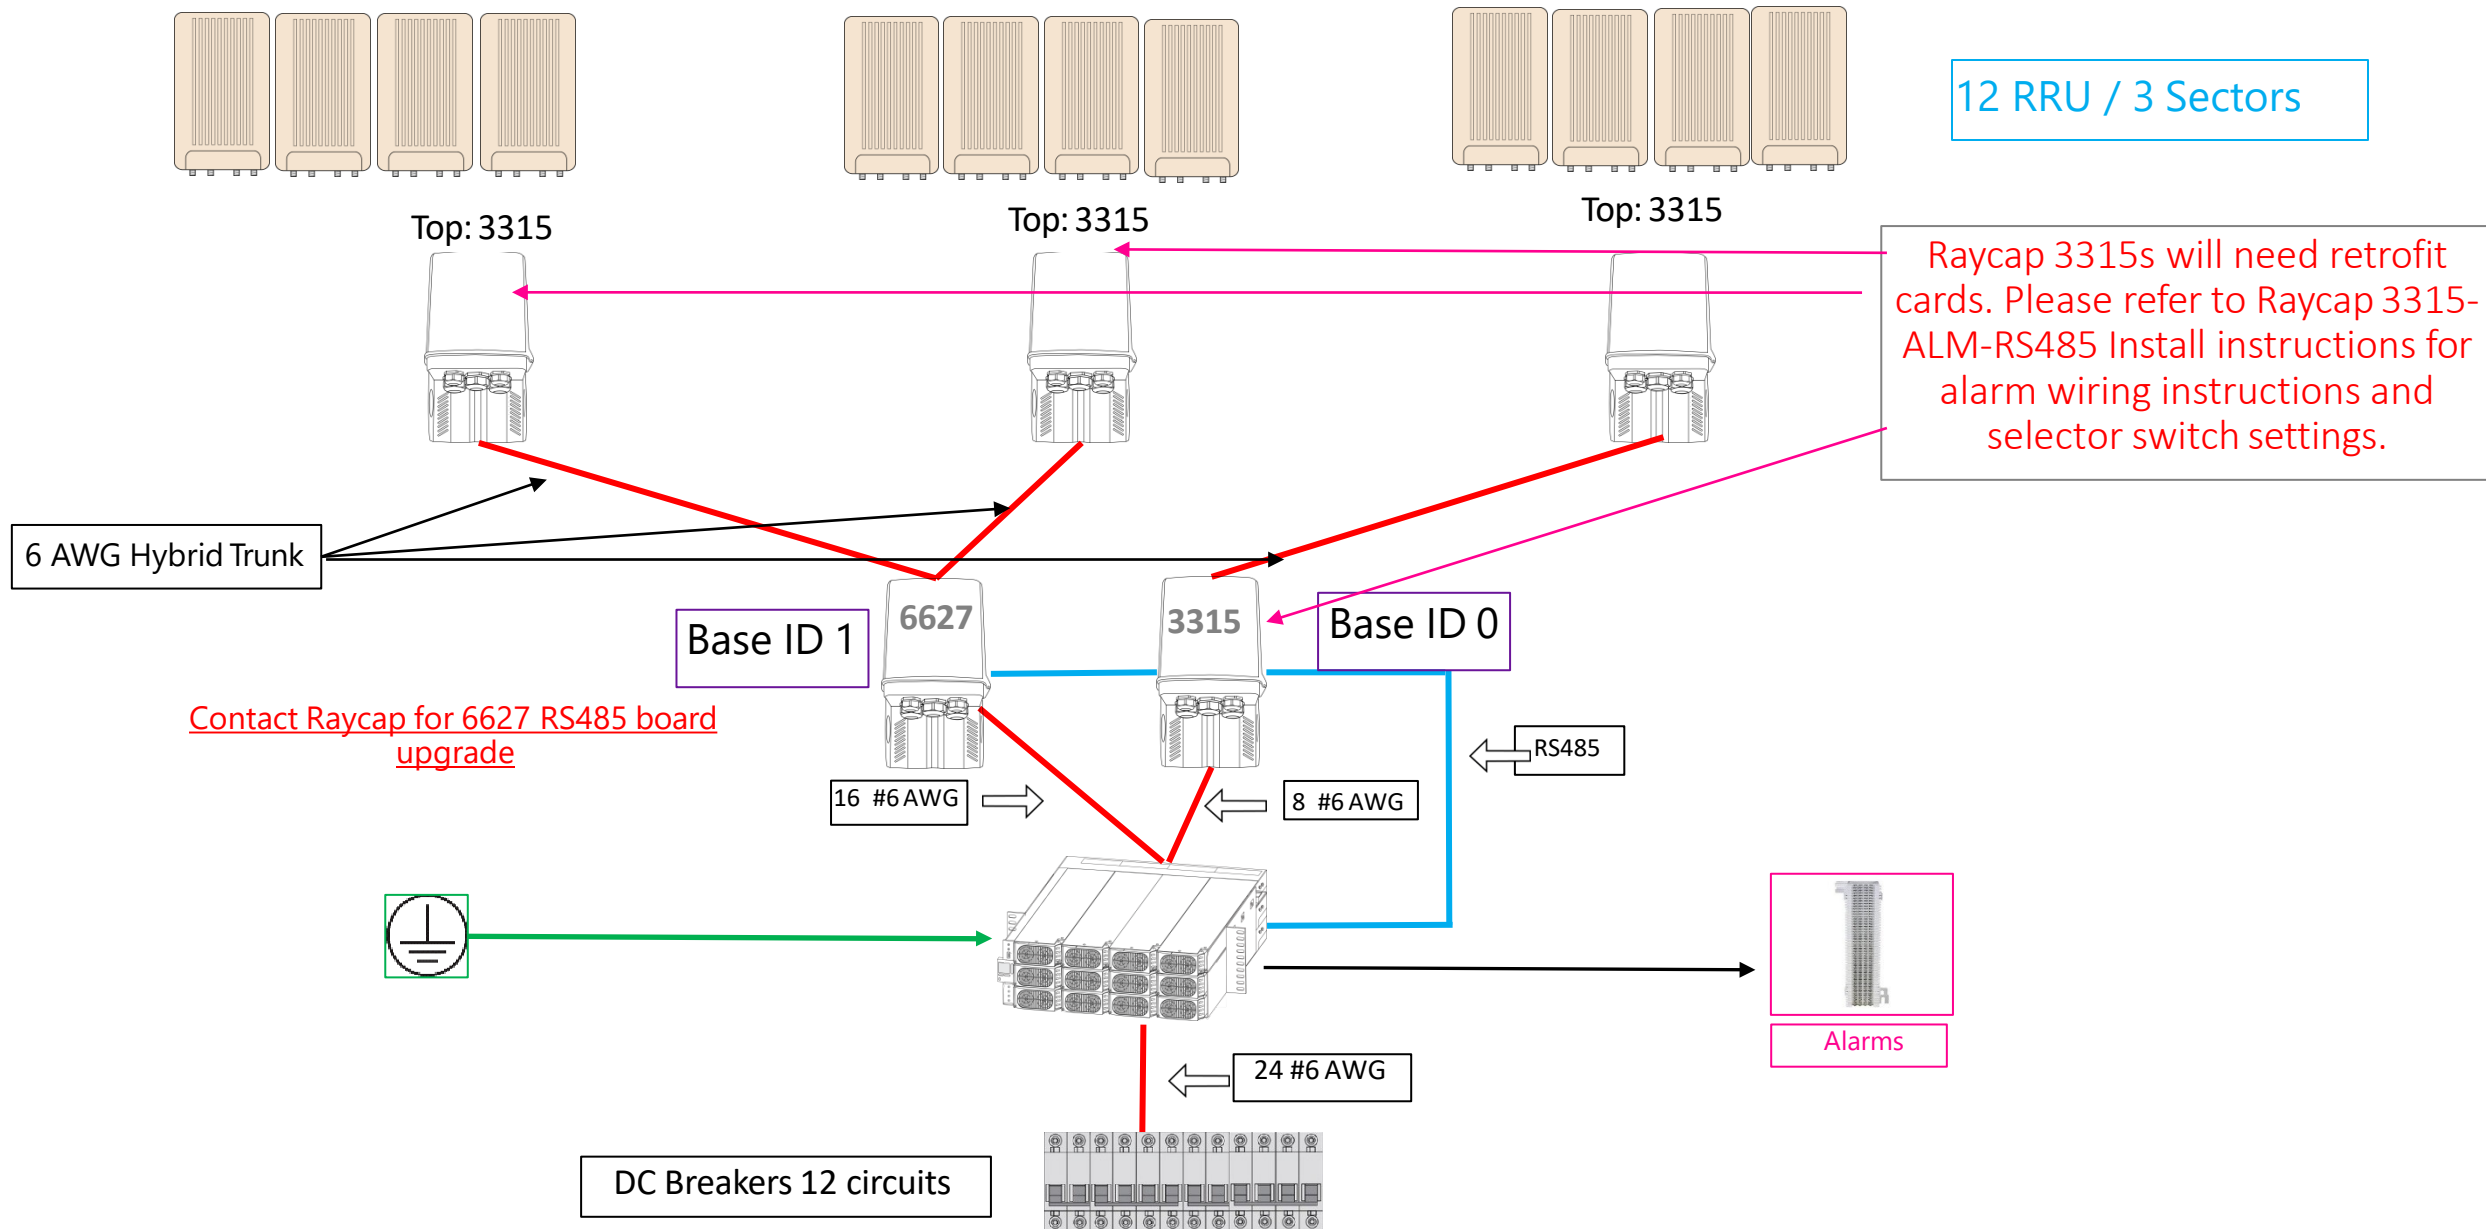 12 RRU / 3 Sectors
Top: 3315
Top: 3315
Top: 3315
Raycap 3315s will need retrofit
cards. Please refer to Raycap 3315-
ALM-RS485 Install instructions for
alarm wiring instructions and
selector switch settings.
6 AWG Hybrid Trunk
Base ID 1
6627
3315
Base ID 0
Contact Raycap for 6627 RS485 board
upgrade
RS485
16 #6 AWG
8 #6 AWG
Alarms
24 #6 AWG
DC Breakers 12 circuits